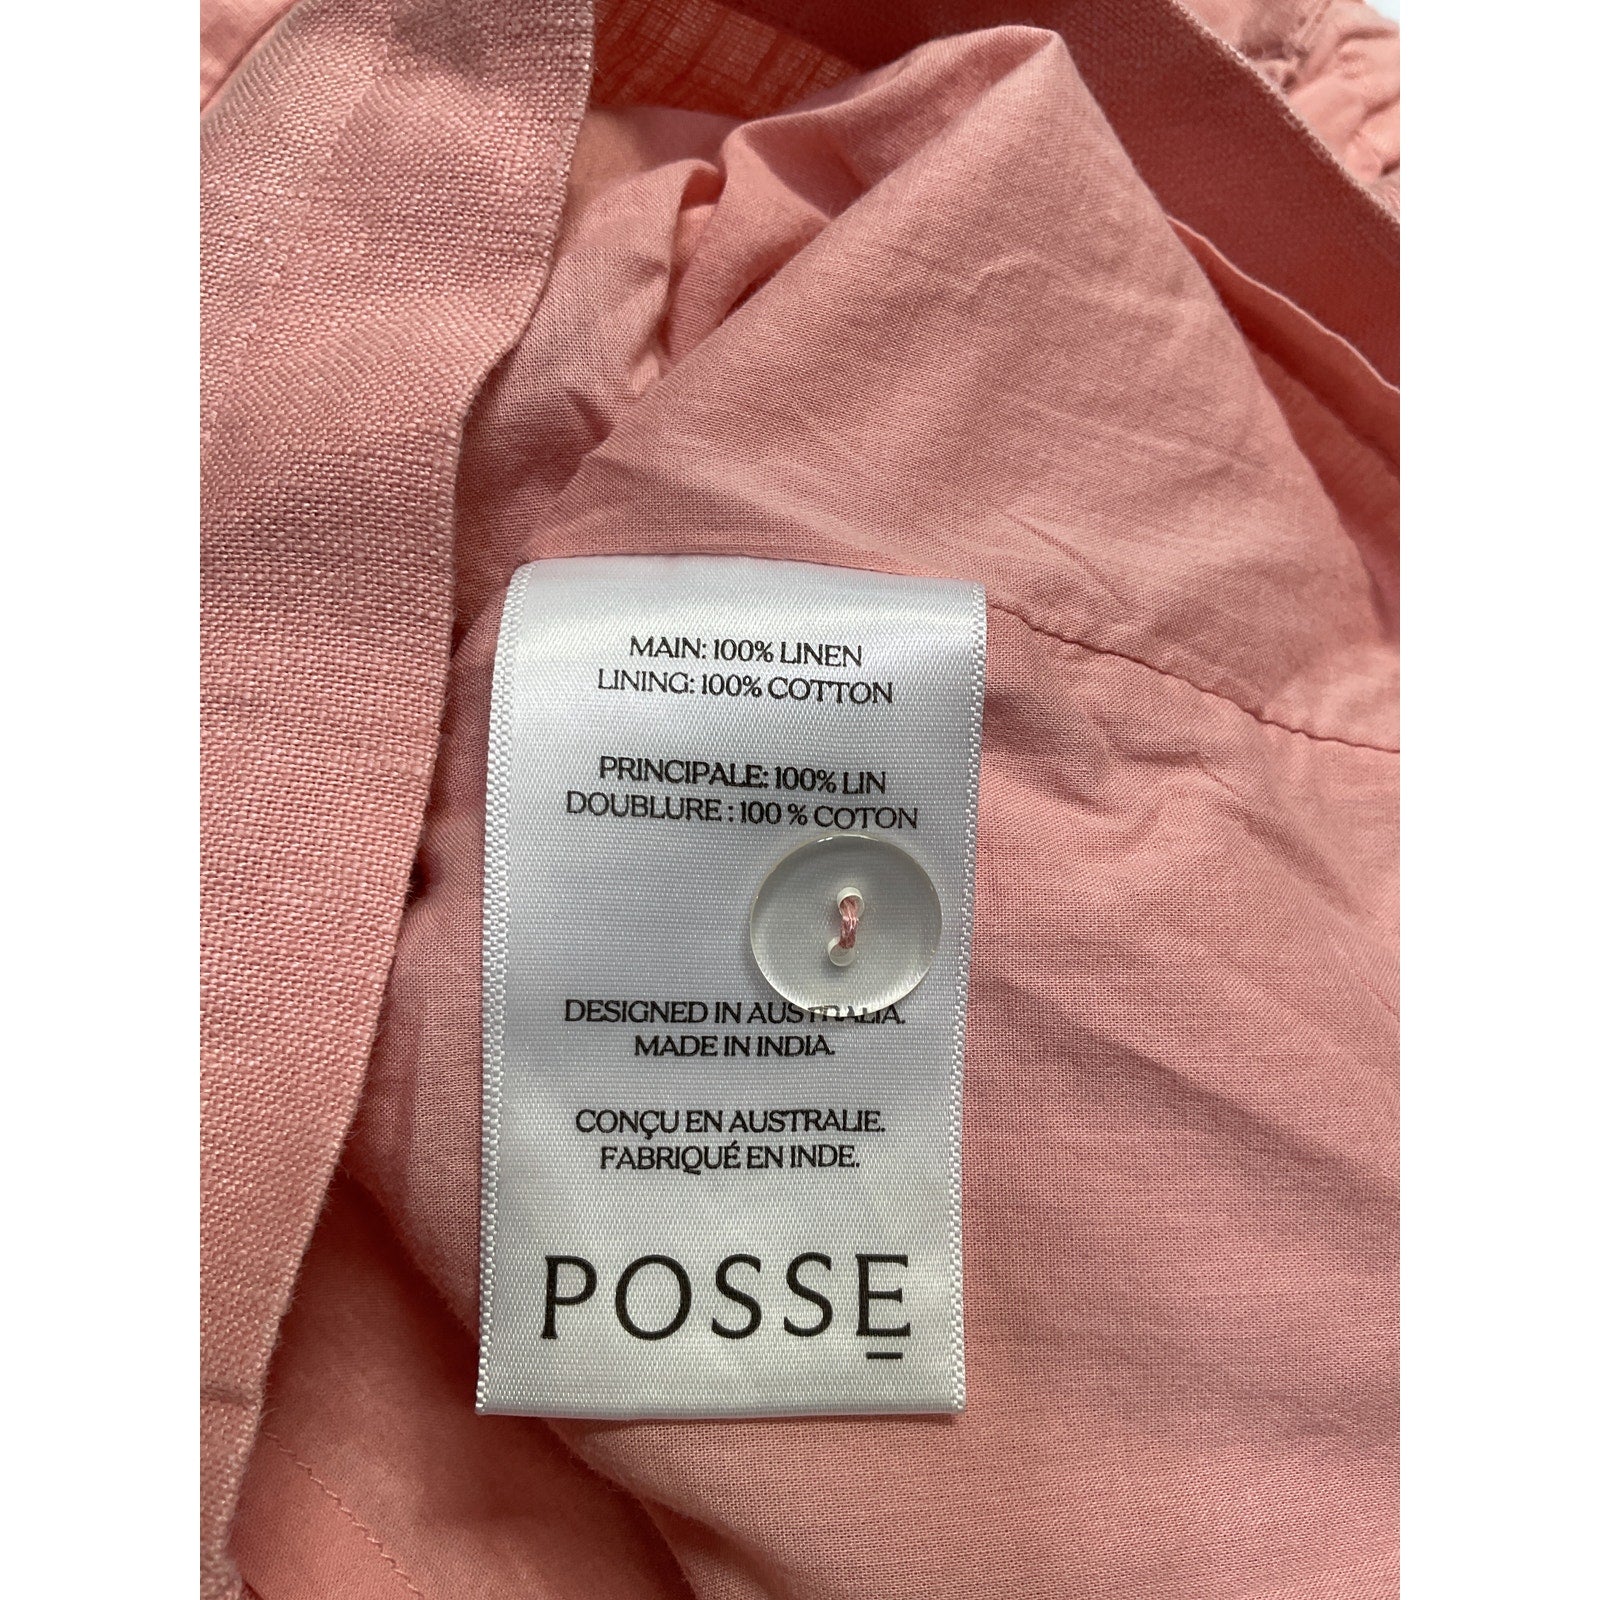 MAIN: 100% LINEN
LINING: 100% COTTON
PRINCIPALE: 100% LIN
DOUBLURE : 100 % COTON
DESIGNED IN AUSTRALIA.
MADE IN INDIA.
CONÇU EN AUSTRALIE.
FABRIQUÉ EN INDE.
POSSE